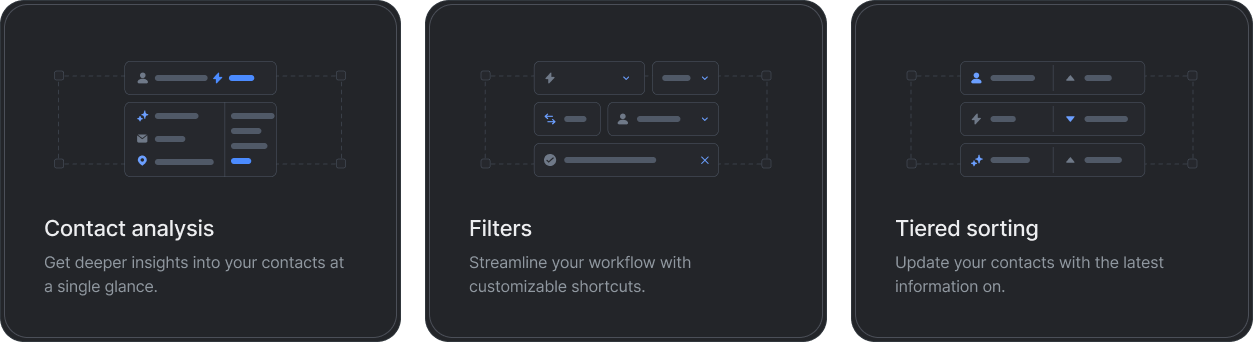 Contact analysis
Get deeper insights into your contacts at
a single glance.
Filters
Streamline your workflow with
customizable shortcuts.
Tiered sorting
Update your contacts with the latest
information on.